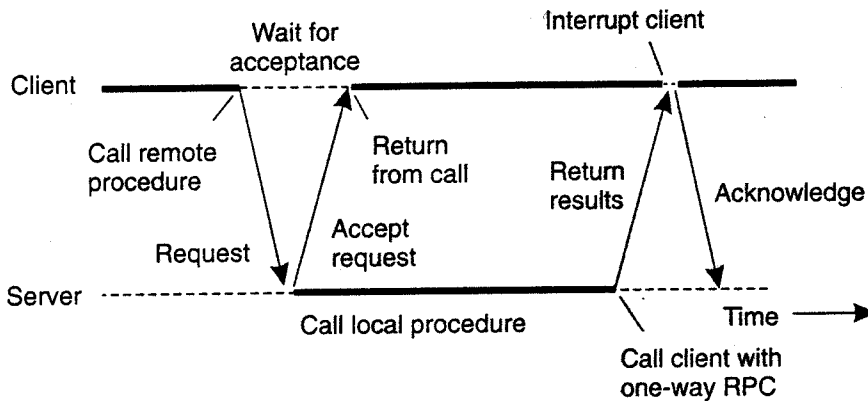 Interrupt client
Wait for
acceptance
Client
Call remote
procedure
Return
from call
Return
results
Acknowledge
Request
Accept
request
Server
Call local procedure
Time
Call client with
one-way RPC